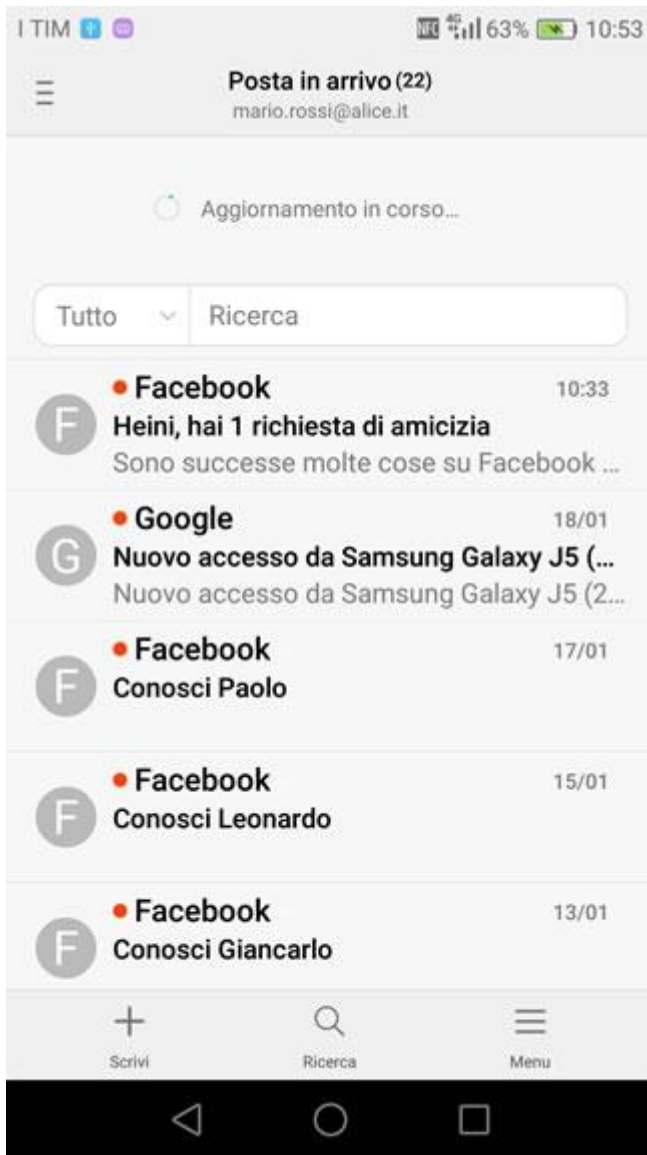 I TIM 63% 10:53
Posta in arrivo (22)
mario.rossi@alice.it
Aggiornamento in corso...
Tutto Ricerca
F Facebook 10:33
Heini, hai 1 richiesta di amicizia
Sono successe molte cose su Facebook ...
G Google 18/01
Nuovo accesso da Samsung Galaxy J5 (...
Nuovo accesso da Samsung Galaxy J5 (2...
F Facebook 17/01
Conosci Paolo
F Facebook 15/01
Conosci Leonardo
F Facebook 13/01
Conosci Giancarlo
Scrivi Ricerca Menu